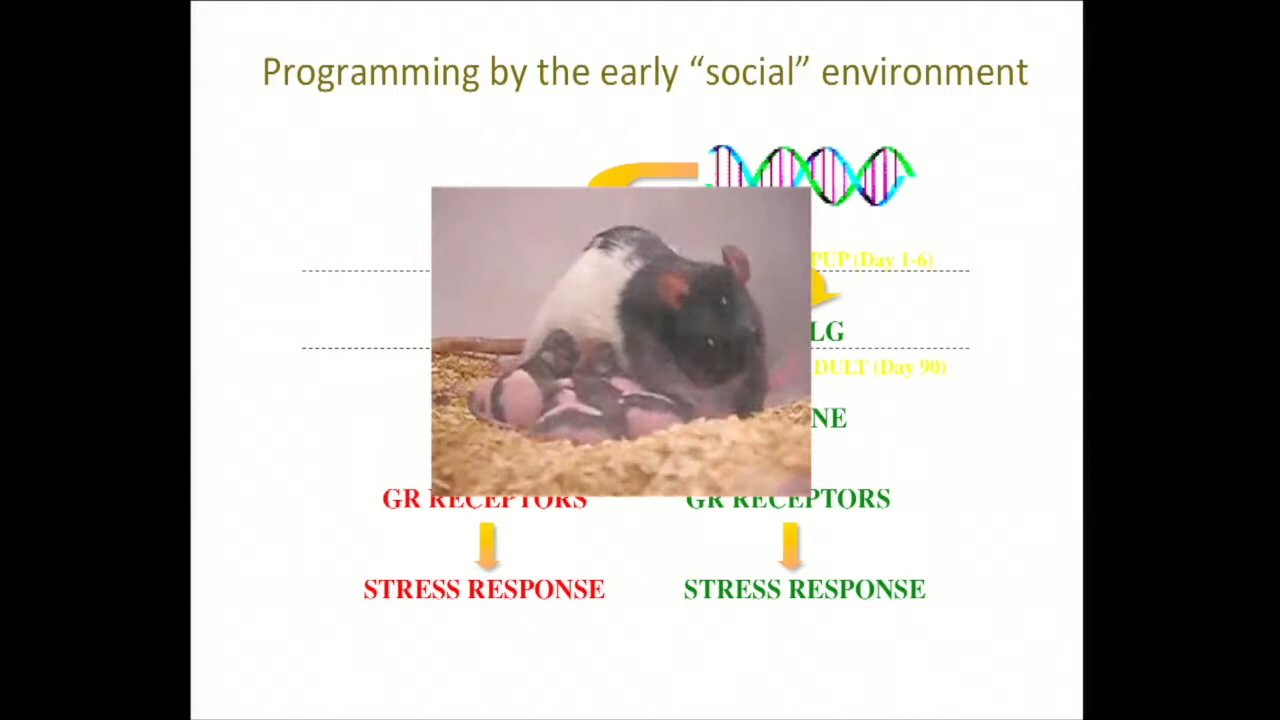 Programming by the early “social” environment
PUP (Day 1-6)
LG
DULT (Day 90)
NE
GR RECEPTORS GR RECEPTORS
STRESS RESPONSE STRESS RESPONSE